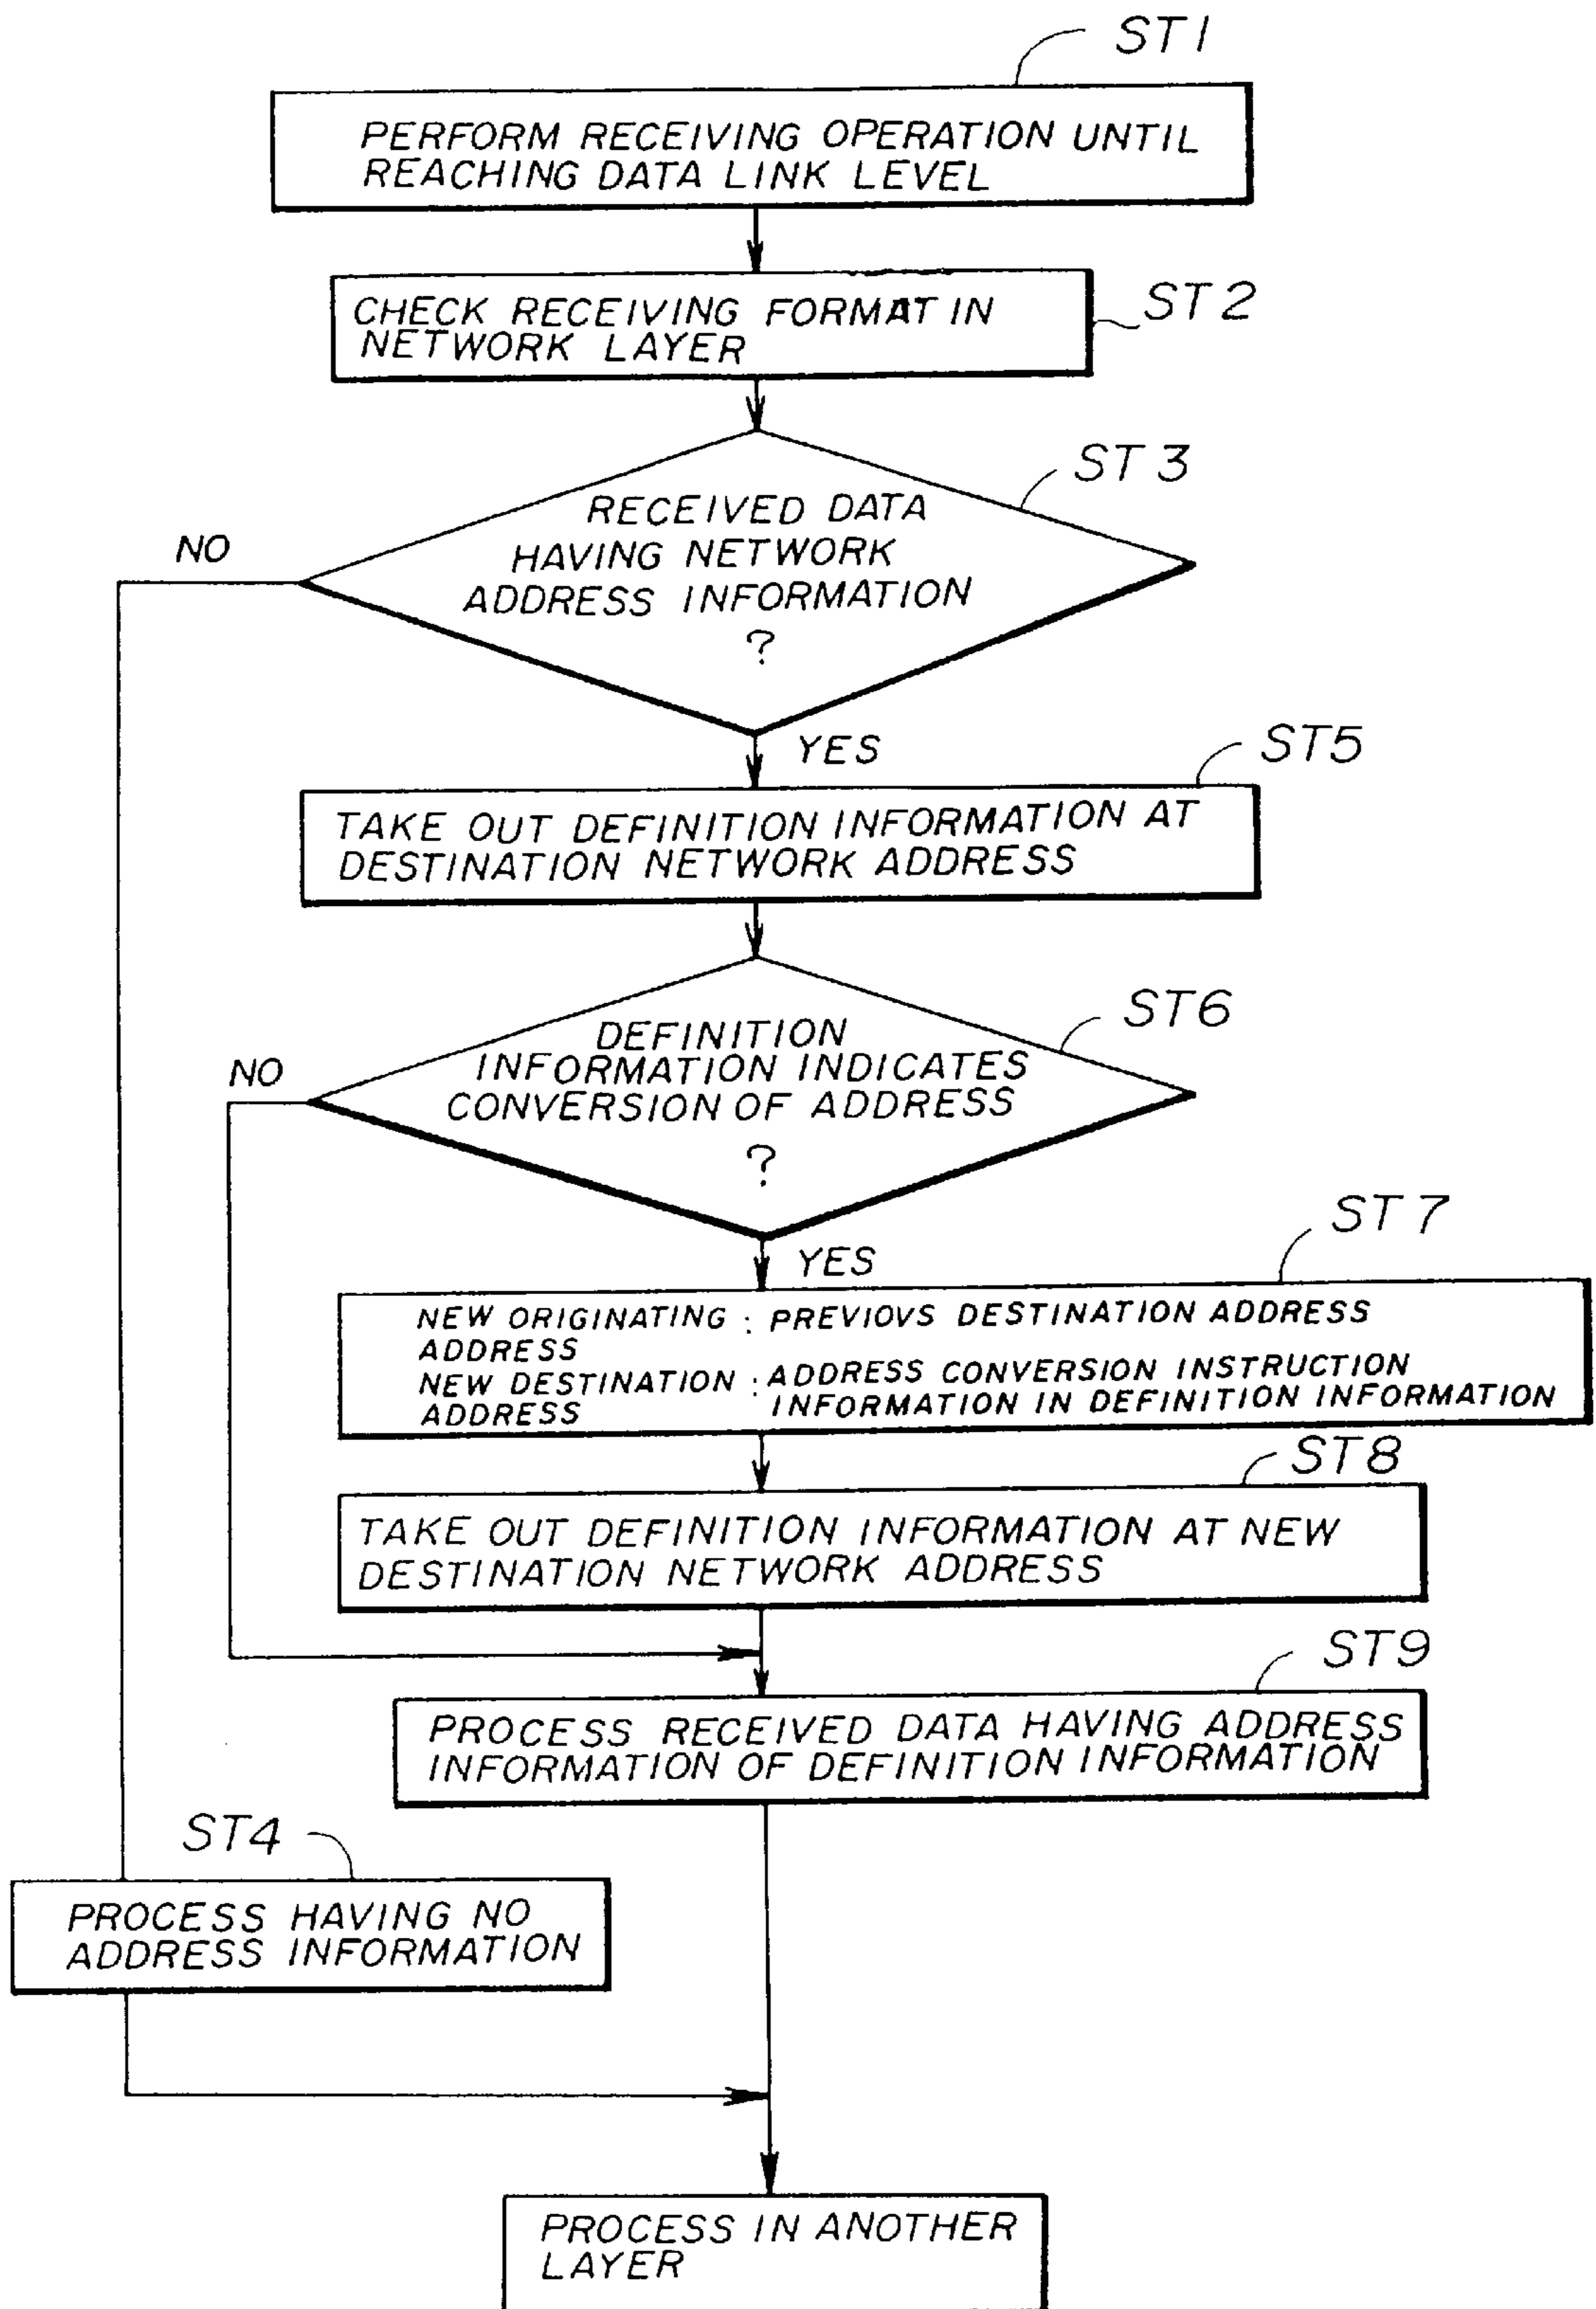 ST1
PERFORM RECEIVING OPERATION UNTIL
REACHING DATA LINK LEVEL
CHECK RECEIVING FORMAT IN
NETWORK LAYER
ST2
ST3
RECEIVED DATA
HAVING NETWORK
ADDRESS INFORMATION
?
NO
YES
ST5
TAKE OUT DEFINITION INFORMATION AT
DESTINATION NETWORK ADDRESS
ST6
DEFINITION
INFORMATION INDICATES
CONVERSION OF ADDRESS
?
NO
YES
ST7
NEW ORIGINATING : PREVIOVS DESTINATION ADDRESS
ADDRESS
NEW DESTINATION : ADDRESS CONVERSION INSTRUCTION
ADDRESS INFORMATION IN DEFINITION INFORMATION
ST8
TAKE OUT DEFINITION INFORMATION AT NEW
DESTINATION NETWORK ADDRESS
ST9
PROCESS RECEIVED DATA HAVING ADDRESS
INFORMATION OF DEFINITION INFORMATION
ST4
PROCESS HAVING NO
ADDRESS INFORMATION
PROCESS IN ANOTHER
LAYER